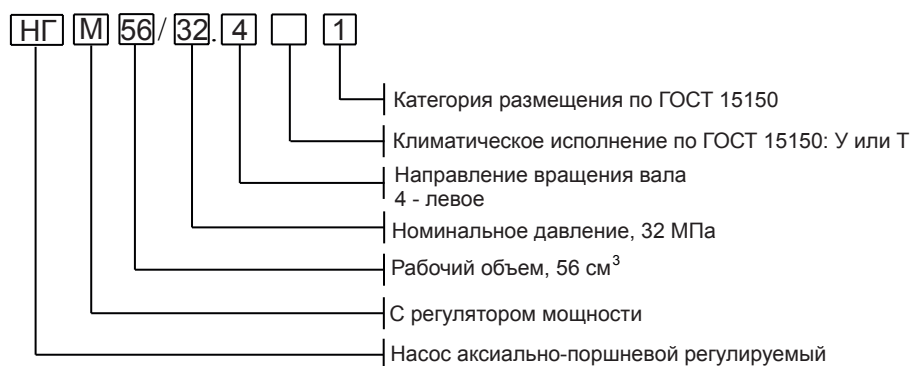 НГ М 56/32.4 1
Категория размещения по ГОСТ 15150
Климатическое исполнение по ГОСТ 15150: У или Т
Направление вращения вала
4 - левое
Номинальное давление, 32 МПа
Рабочий объем, 56 см³
С регулятором мощности
Насос аксиально-поршневой регулируемый